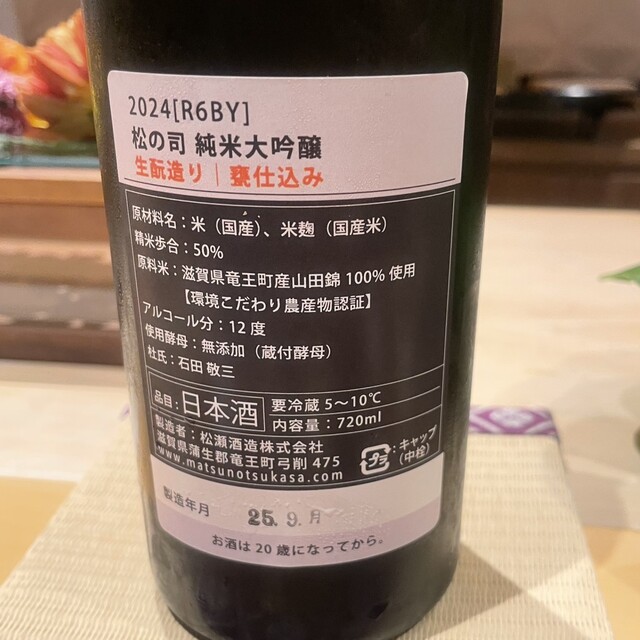 2024[R6BY]
松の司 純米大吟醸
生酛造り｜甕仕込み
原材料名：米（国産）、米麹（国産米）
精米歩合：50%
原料米：滋賀県竜王町産山田錦 100% 使用
【環境こだわり農産物認証】
アルコール分：12 度
使用酵母：無添加（蔵付酵母）
杜氏：石田 敬三
品目：日本酒
要冷蔵 5～10℃
内容量：720ml
製造者：松瀬酒造株式会社
滋賀県蒲生郡竜王町弓削 475
www.matsunotsukasa.com
プラ：キャップ
（中栓）
製造年月 25. 9. 月
お酒は 20 歳になってから。